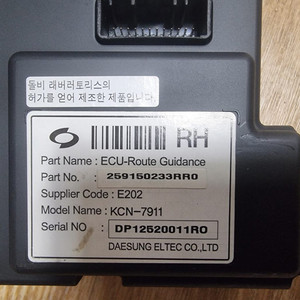 돌비 래버러토리스의
허가를 얻어 제조한 제품입니다.
RH
Part Name : ECU-Route Guidance
Part No. : 259150233RR0
Supplier Code : E202
Model Name : KCN-7911
Serial NO : DP12520011RO
DAESUNG ELTEC CO.,LTD